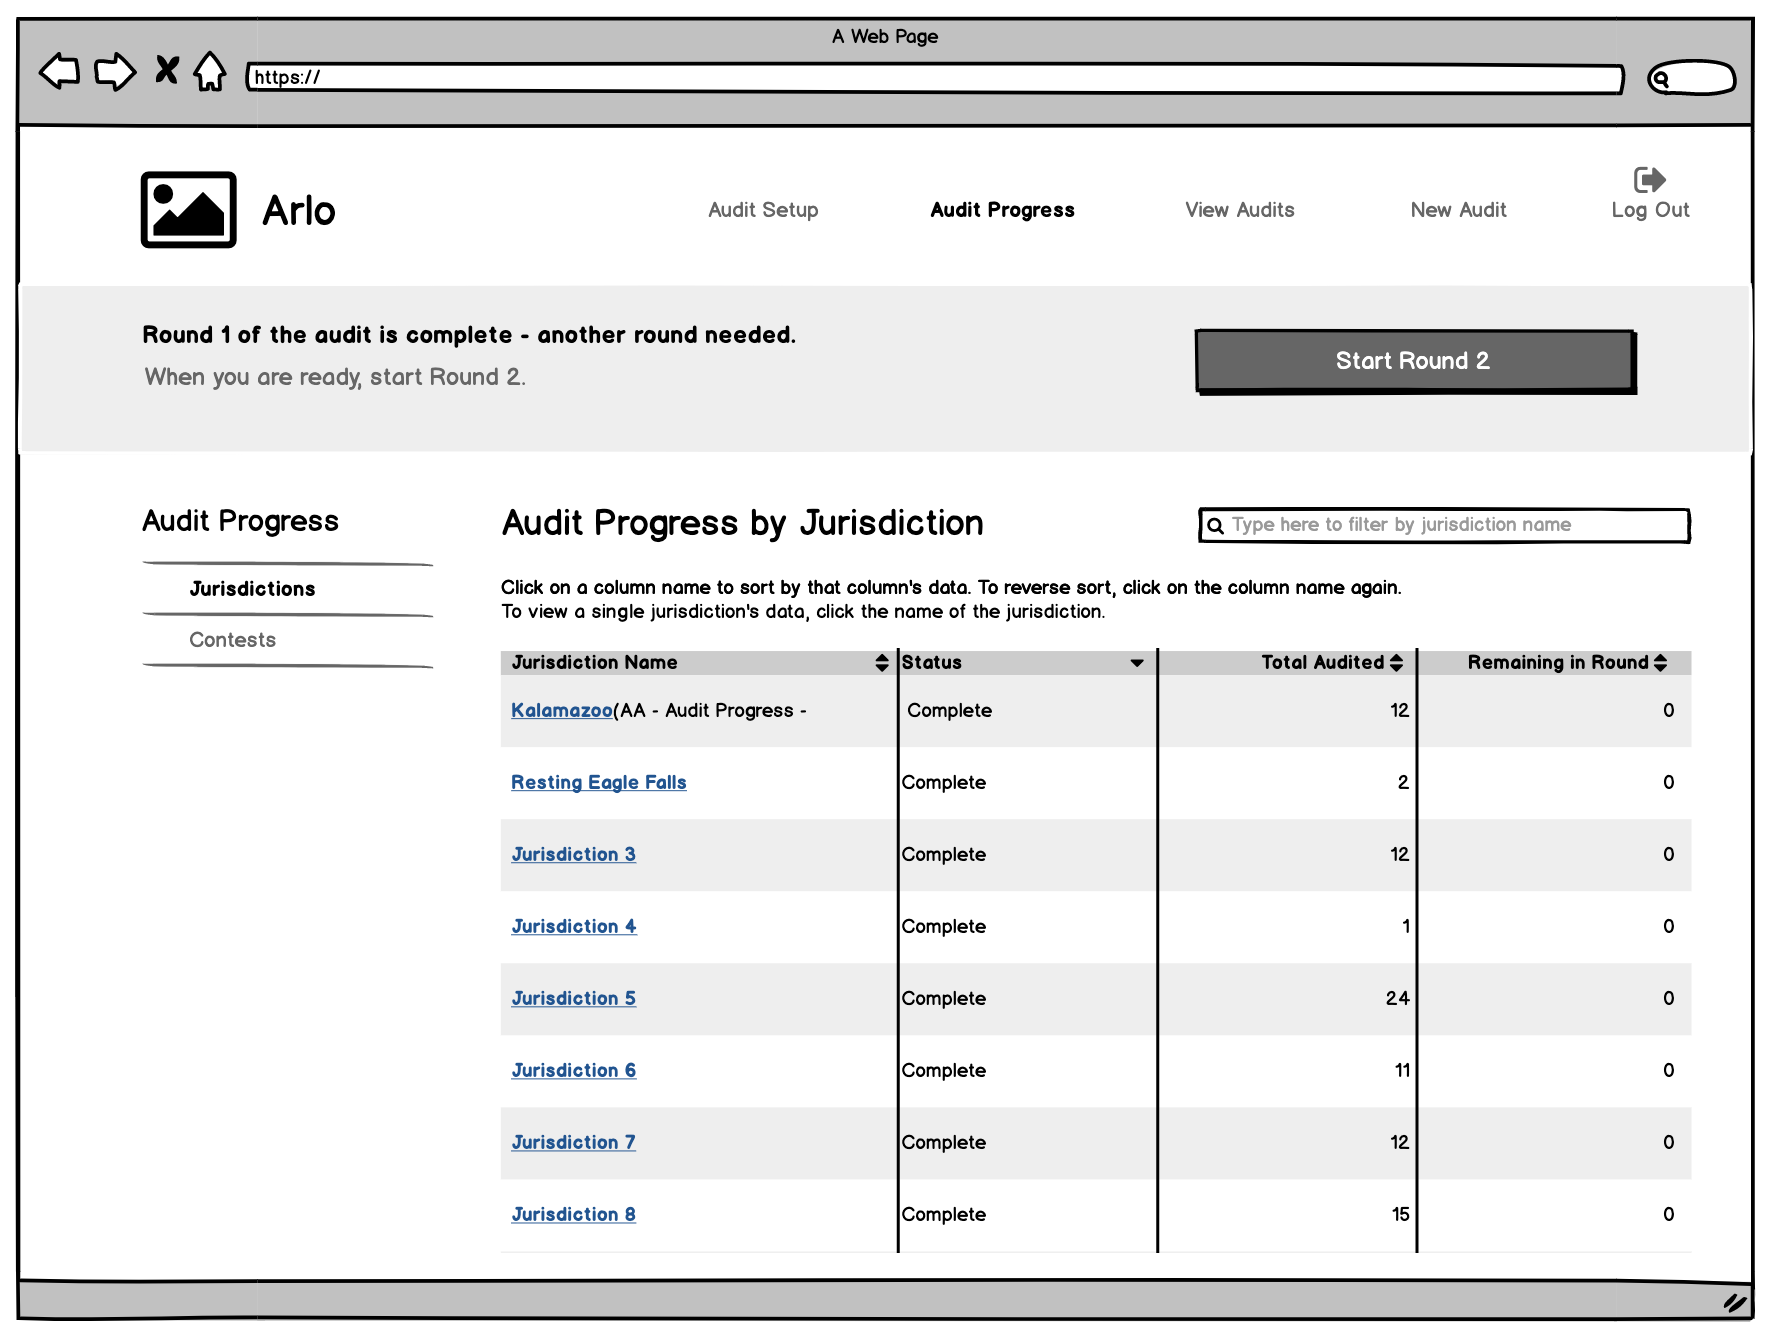 A Web Page
https://
Arlo
Audit Setup
Audit Progress
View Audits
New Audit
Log Out
Round 1 of the audit is complete - another round needed.
When you are ready, start Round 2.
Start Round 2
Audit Progress
Jurisdictions
Contests
Audit Progress by Jurisdiction
Type here to filter by jurisdiction name
Click on a column name to sort by that column's data. To reverse sort, click on the column name again.
To view a single jurisdiction's data, click the name of the jurisdiction.
Jurisdiction Name Status Total Audited Remaining in Round
Kalamazoo(AA - Audit Progress - Complete 12 0
Resting Eagle Falls Complete 2 0
Jurisdiction 3 Complete 12 0
Jurisdiction 4 Complete 1 0
Jurisdiction 5 Complete 24 0
Jurisdiction 6 Complete 11 0
Jurisdiction 7 Complete 12 0
Jurisdiction 8 Complete 15 0